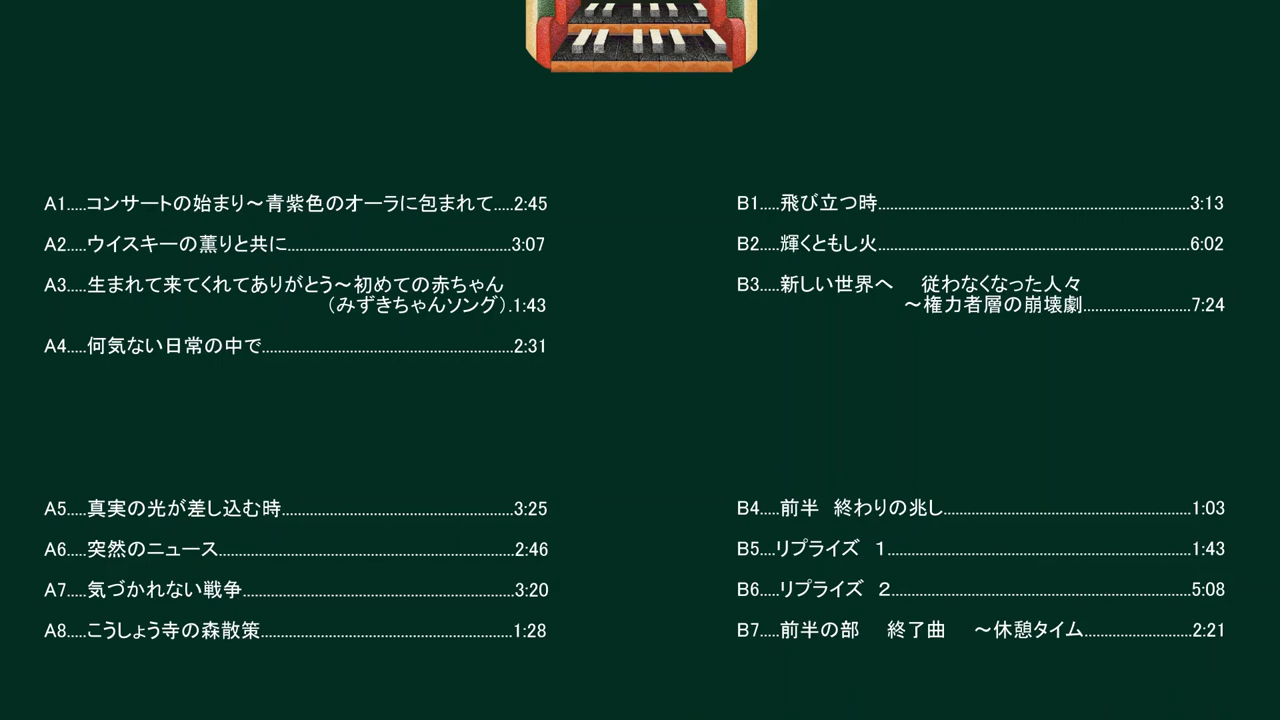 A1.....コンサートの始まり～青紫色のオーラに包まれて.....2:45
A2.....ウイスキーの薫りと共に.........................................................3:07
A3.....生まれて来てくれてありがとう～初めての赤ちゃん
（みずきちゃんソング）.1:43
A4.....何気ない日常の中で................................................................2:31
A5.....真実の光が差し込む時...........................................................3:25
A6.....突然のニュース...........................................................................2:46
A7.....気づかれない戦争.....................................................................3:20
A8.....こうしょう寺の森散策................................................................1:28
B1.....飛び立つ時...............................................................................3:13
B2.....輝くともし火...............................................................................6:02
B3.....新しい世界へ　従わなくなった人々
～権力者層の崩壊劇...........................7:24
B4.....前半　終わりの兆し...............................................................1:03
B5....リプライズ　１.............................................................................1:43
B6.....リプライズ　２............................................................................5:08
B7.....前半の部　終了曲　～休憩タイム...........................2:21